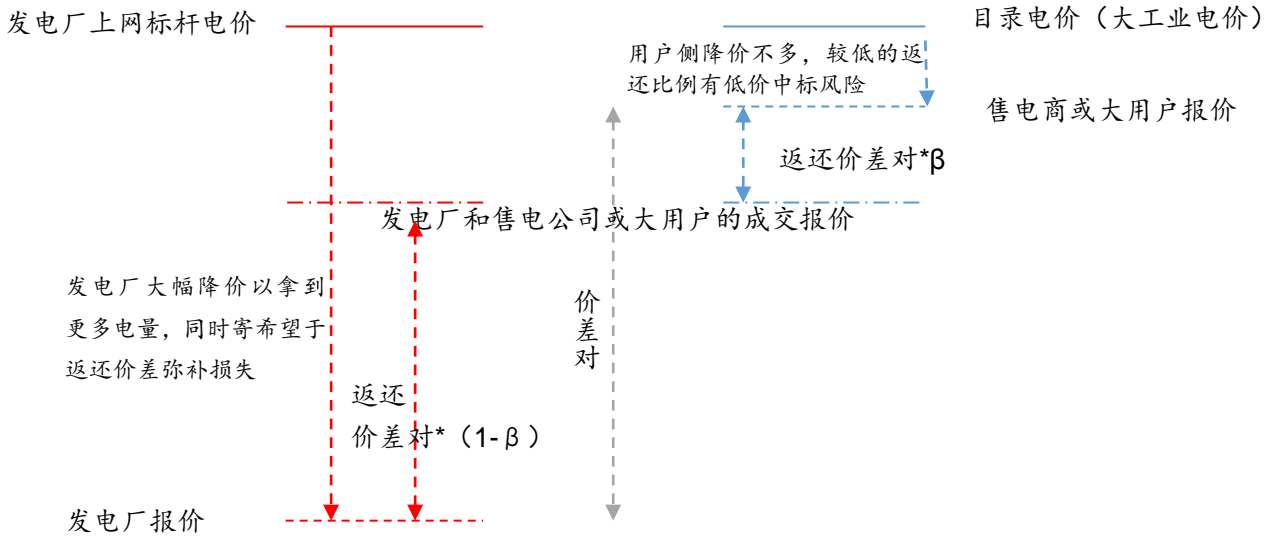 发电厂上网标杆电价
目录电价（大工业电价）
用户侧降价不多，较低的返
还比例有低价中标风险
售电商或大用户报价
返还价差对*β
发电厂和售电公司或大用户的成交报价
发电厂大幅降价以拿到
更多电量，同时寄希望于
返还价差弥补损失
价
差
对
返还
价差对*（1-β）
发电厂报价